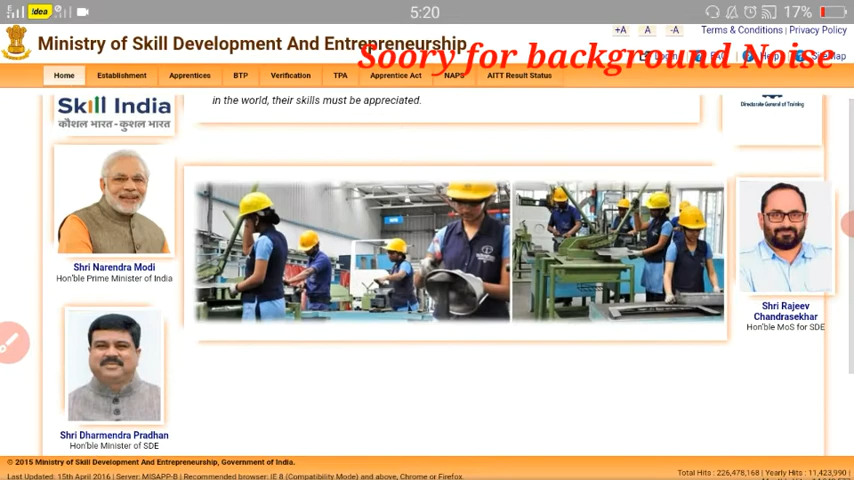 !dea
5:20
17%
Ministry of Skill Development And Entrepreneurship
+A A -A
Terms & Conditions | Privacy Policy
Soory for background Noise
Home Establishment Apprentices BTP Verification TPA Apprentice Act NAPS AITT Result Status
Skill India
कौशल भारत - कुशल भारत
in the world, their skills must be appreciated.
Directorate General of Training
Shri Narendra Modi
Hon'ble Prime Minister of India
Shri Rajeev
Chandrasekhar
Hon'ble MoS for SDE
Shri Dharmendra Pradhan
Hon'ble Minister of SDE
© 2015 Ministry of Skill Development And Entrepreneurship, Government of India.
Last Updated: 15th April 2016 | Server: MISAPP-B | Recommended browser: IE 8 (Compatibility Mode) and above, Chrome or Firefox.
Total Hits : 226,478,168 | Yearly Hits : 11,423,990 |